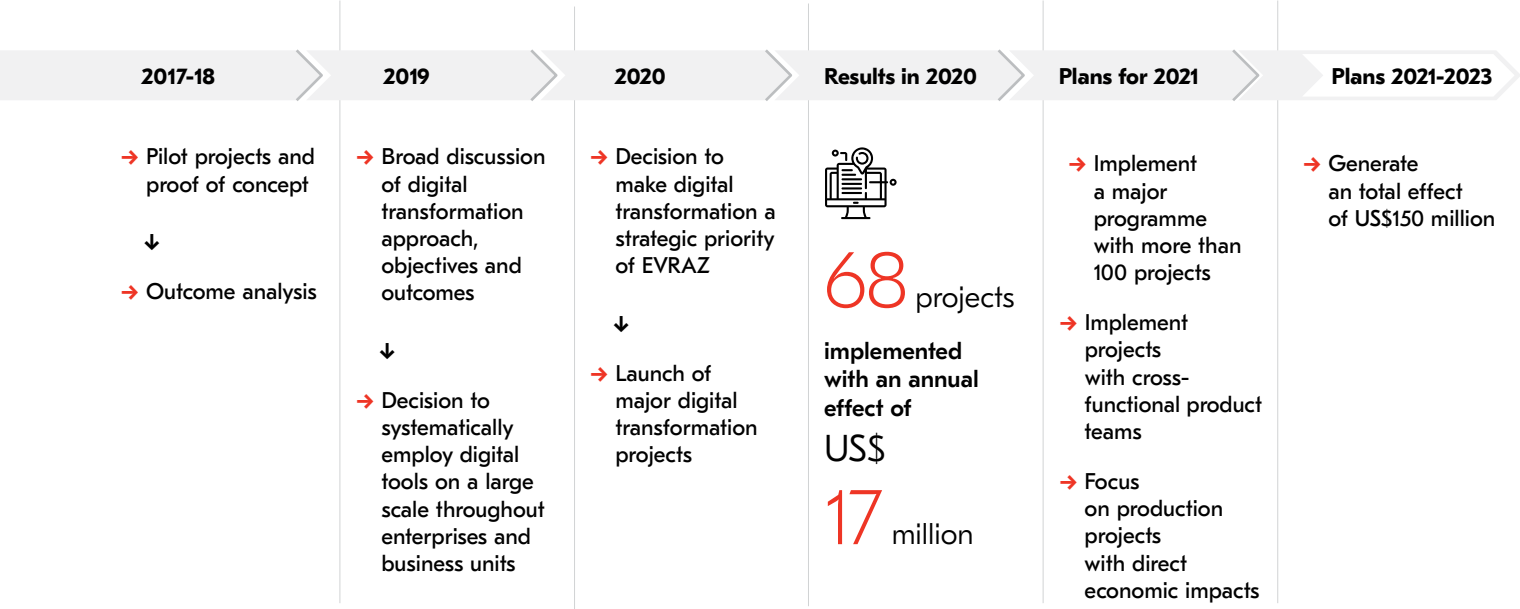 2017-18
Pilot projects and
proof of concept
Outcome analysis
2019
Broad discussion
of digital
transformation
approach,
objectives and
outcomes
Decision to
systematically
employ digital
tools on a large
scale throughout
enterprises and
business units
2020
Decision to
make digital
transformation a
strategic priority
of EVRAZ
Launch of
major digital
transformation
projects
Results in 2020
68 projects
implemented
with an annual
effect of
US$
17 million
Plans for 2021
Implement
a major
programme
with more than
100 projects
Implement
projects
with cross-
functional product
teams
Focus
on production
projects
with direct
economic impacts
Plans 2021-2023
Generate
an total effect
of US$150 million